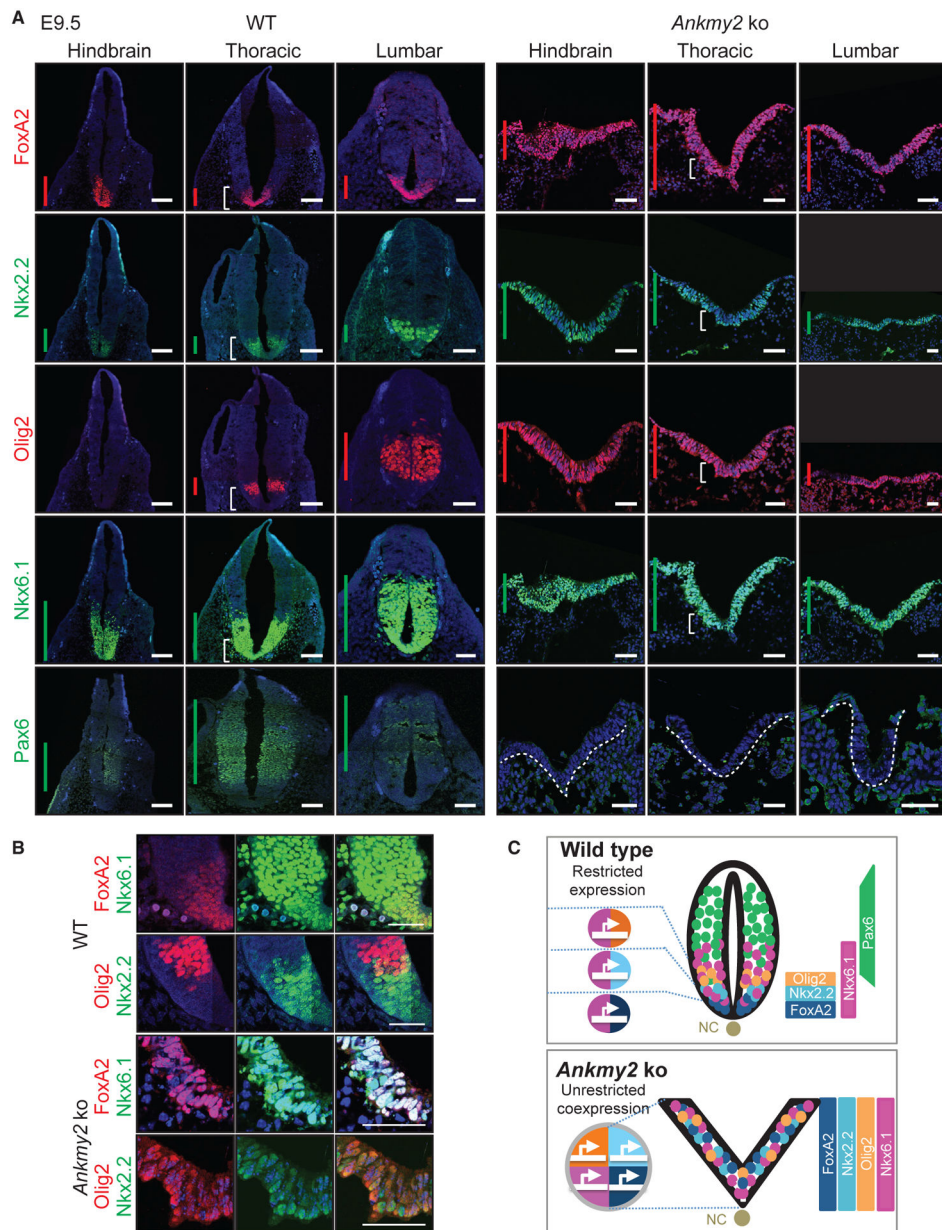 A
E9.5
WT
Ankmy2 ko
Hindbrain
Thoracic
Lumbar
Hindbrain
Thoracic
Lumbar
FoxA2
Nkx2.2
Olig2
Nkx6.1
Pax6
B
WT
FoxA2
Nkx6.1
Olig2
Nkx2.2
Ankmy2 ko
FoxA2
Nkx6.1
Olig2
Nkx2.2
C
Wild type
Restricted
expression
Olig2
Nkx2.2
FoxA2
Nkx6.1
Pax6
NC
Ankmy2 ko
Unrestricted
coexpression
FoxA2
Nkx2.2
Olig2
Nkx6.1
NC